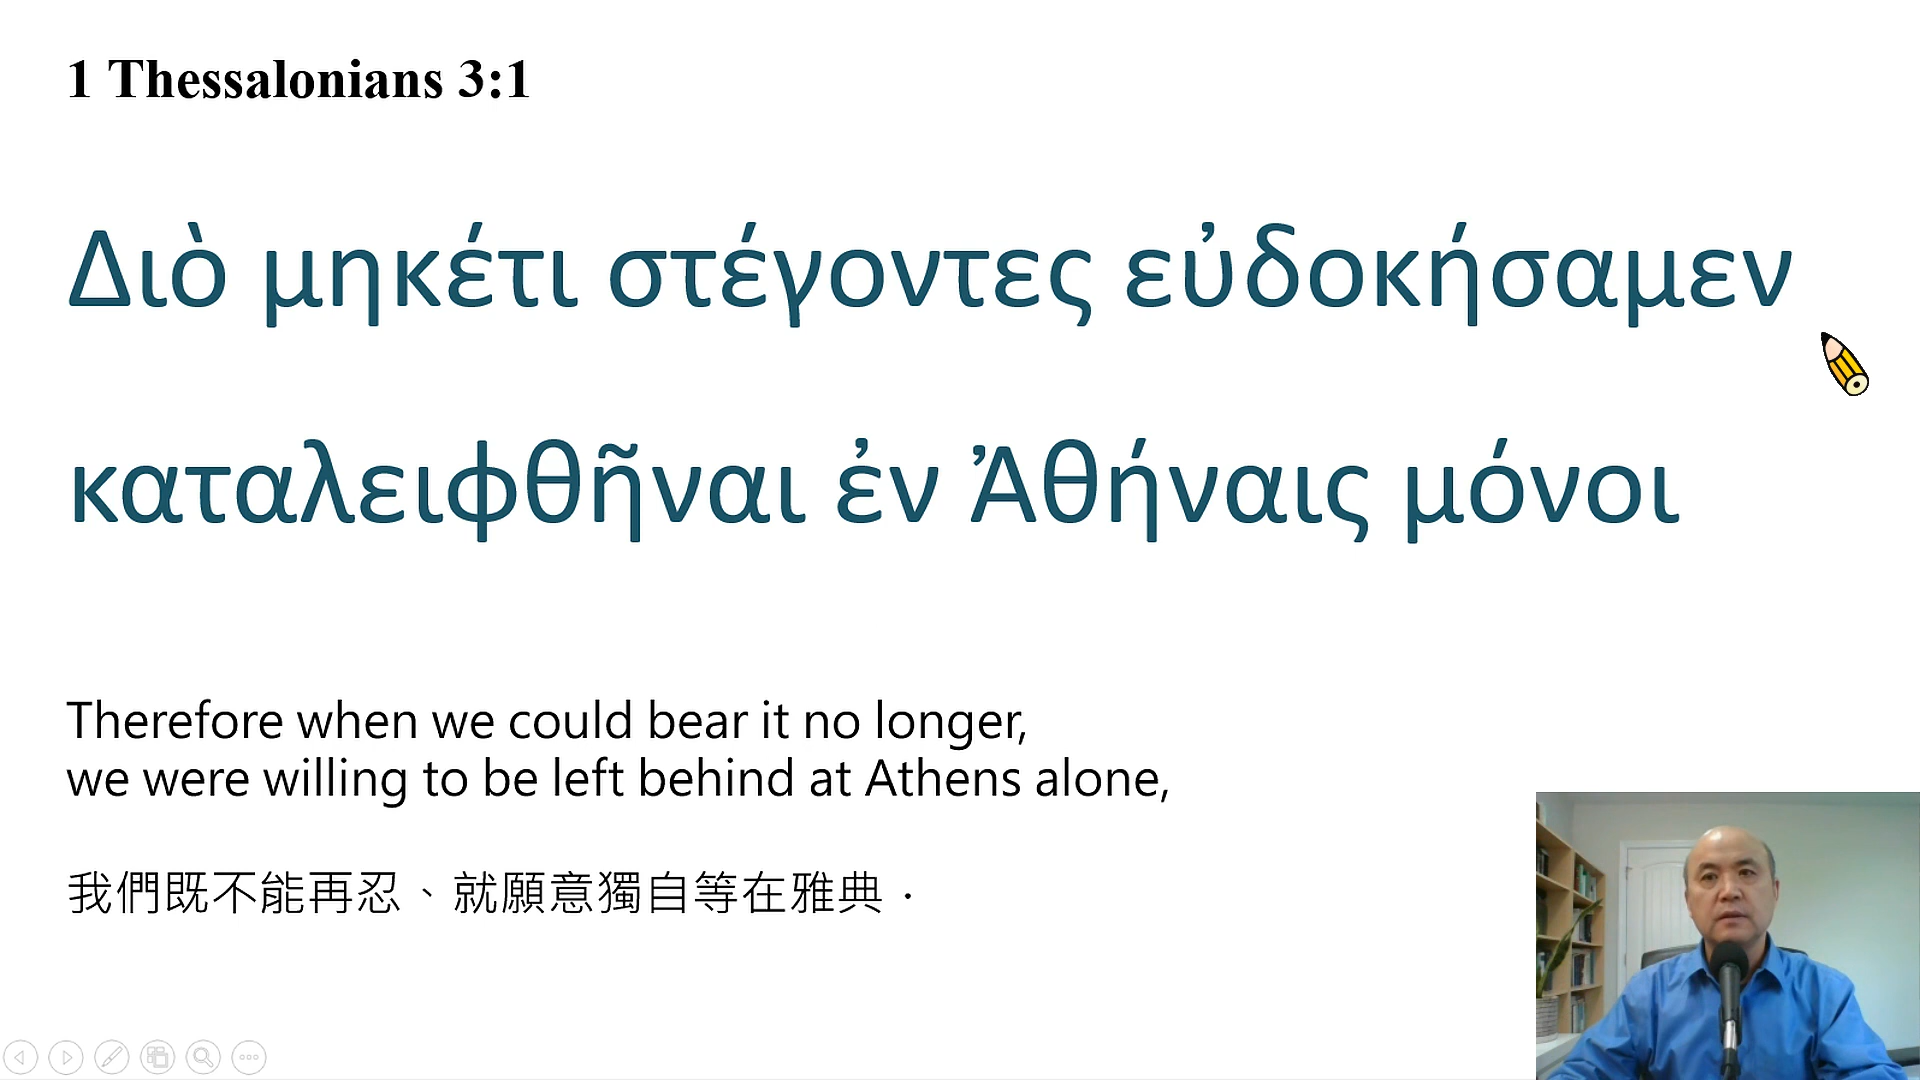 1 Thessalonians 3:1
Διὸ μηκέτι στέγοντες εὐδοκήσαμεν
καταλειφθῆναι ἐν Ἀθήναις μόνοι
Therefore when we could bear it no longer,
we were willing to be left behind at Athens alone,
我們既不能再忍、就願意獨自等在雅典．